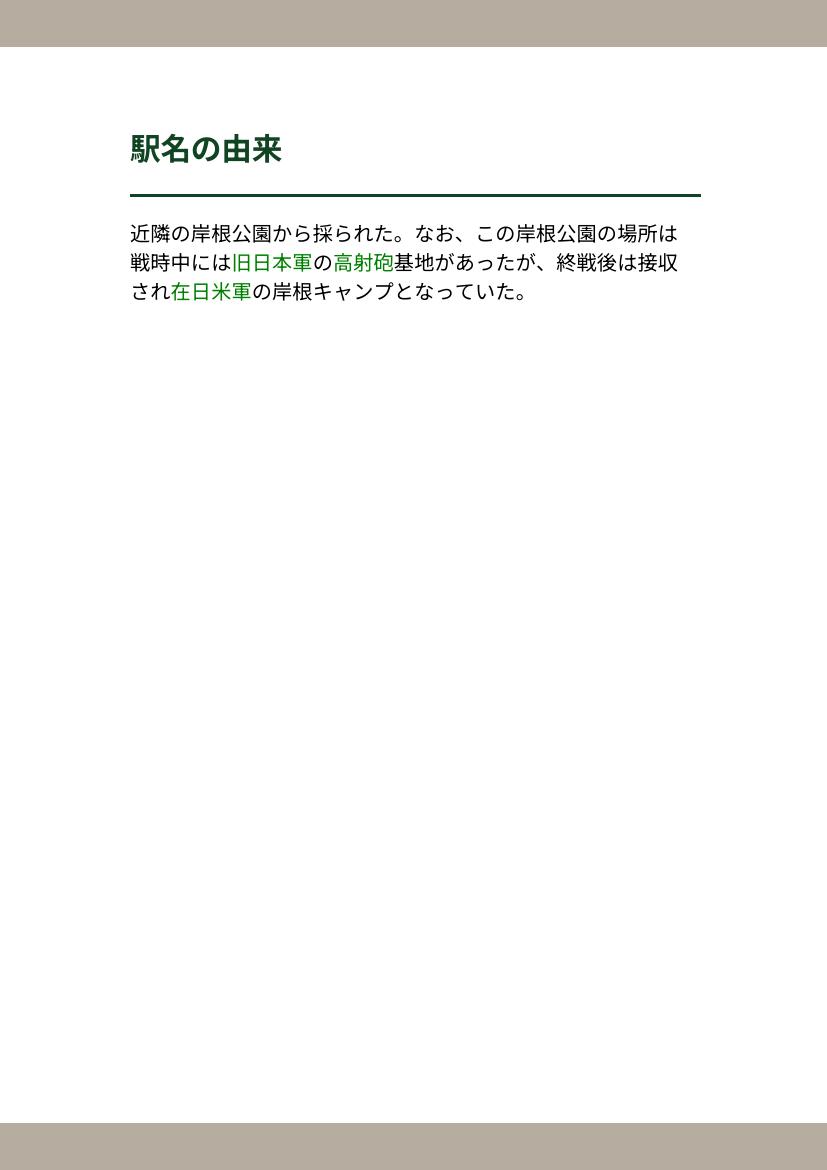 駅名の由来
近隣の岸根公園から採られた。なお、この岸根公園の場所は
戦時中には旧日本軍の高射砲基地があったが、終戦後は接収
され在日米軍の岸根キャンプとなっていた。